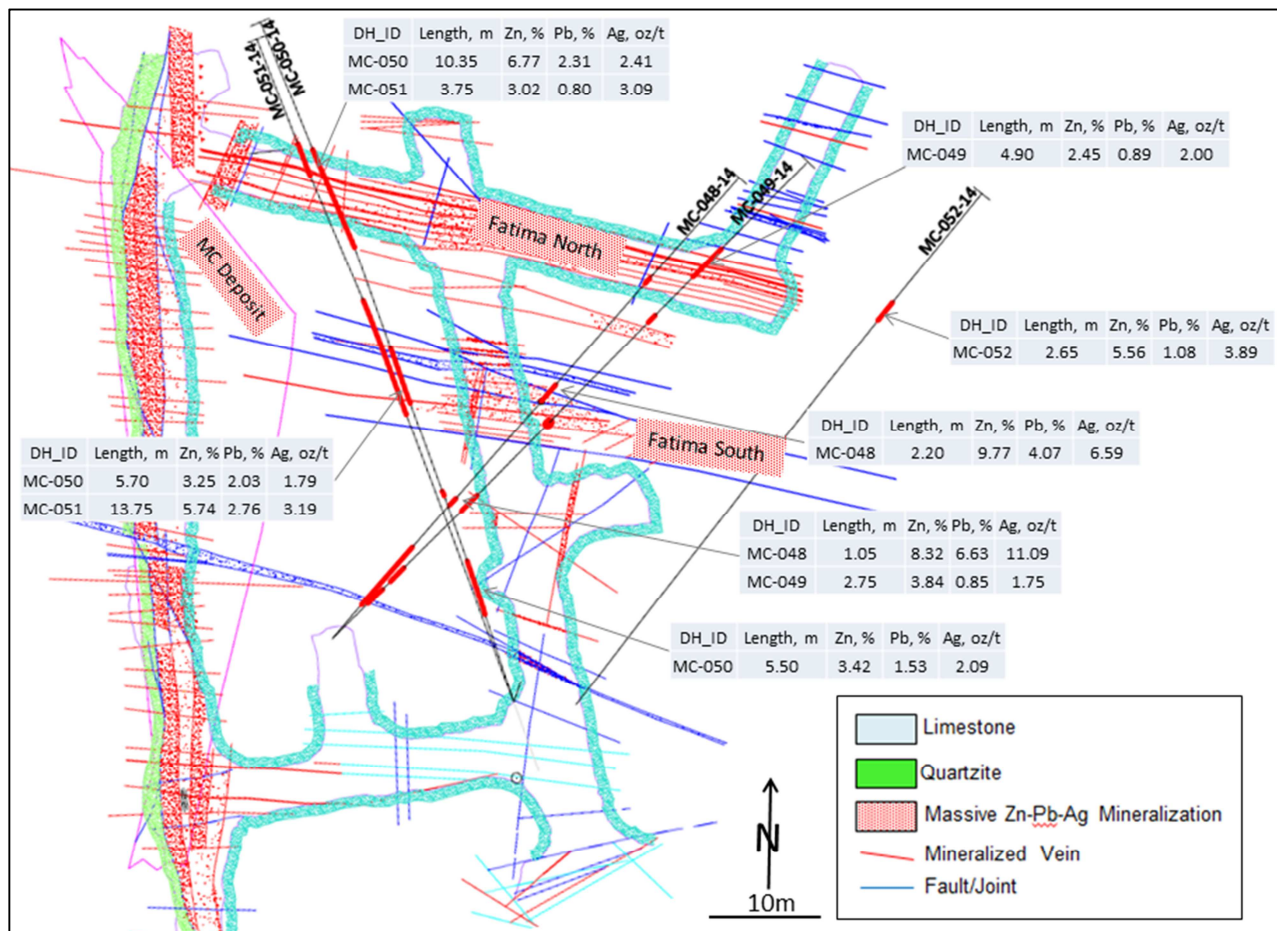 MC-050-14
MC-051-14
DH_ID Length, m Zn, % Pb, % Ag, oz/t
MC-050 10.35 6.77 2.31 2.41
MC-051 3.75 3.02 0.80 3.09
DH_ID Length, m Zn, % Pb, % Ag, oz/t
MC-049 4.90 2.45 0.89 2.00
MC-048-14
MC-049-14
MC-052-14
Fatima North
MC Deposit
DH_ID Length, m Zn, % Pb, % Ag, oz/t
MC-052 2.65 5.56 1.08 3.89
Fatima South
DH_ID Length, m Zn, % Pb, % Ag, oz/t
MC-048 2.20 9.77 4.07 6.59
DH_ID Length, m Zn, % Pb, % Ag, oz/t
MC-050 5.70 3.25 2.03 1.79
MC-051 13.75 5.74 2.76 3.19
DH_ID Length, m Zn, % Pb, % Ag, oz/t
MC-048 1.05 8.32 6.63 11.09
MC-049 2.75 3.84 0.85 1.75
DH_ID Length, m Zn, % Pb, % Ag, oz/t
MC-050 5.50 3.42 1.53 2.09
Limestone
Quartzite
Massive Zn-Pb-Ag Mineralization
Mineralized Vein
Fault/Joint
N
10m